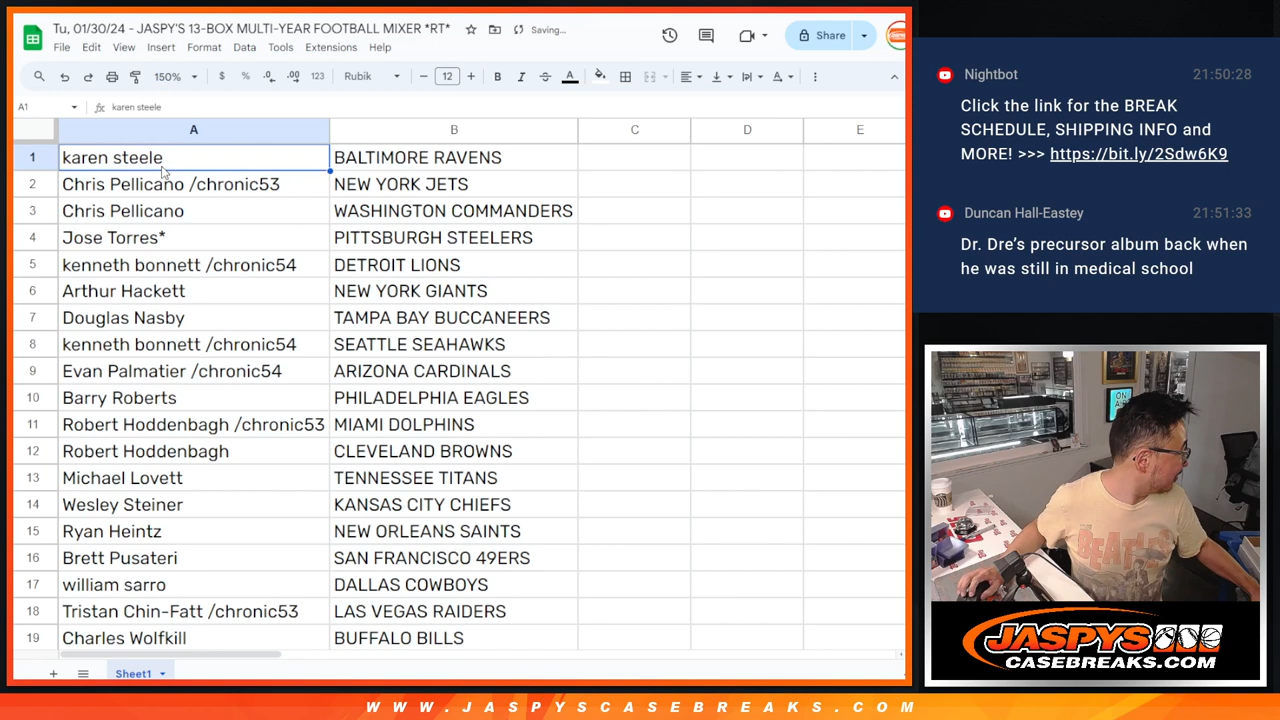 Tu, 01/30/24 - JASPY'S 13-BOX MULTI-YEAR FOOTBALL MIXER *RT* Saving...
File Edit View Insert Format Data Tools Extensions Help
Share
150% $ % .0 .00 123 Rubik 12 B I A
A1 fx karen steele
A B C D E
1 karen steele BALTIMORE RAVENS
2 Chris Pellicano /chronic53 NEW YORK JETS
3 Chris Pellicano WASHINGTON COMMANDERS
4 Jose Torres* PITTSBURGH STEELERS
5 kenneth bonnett /chronic54 DETROIT LIONS
6 Arthur Hackett NEW YORK GIANTS
7 Douglas Nasby TAMPA BAY BUCCANEERS
8 kenneth bonnett /chronic54 SEATTLE SEAHAWKS
9 Evan Palmatier /chronic54 ARIZONA CARDINALS
10 Barry Roberts PHILADELPHIA EAGLES
11 Robert Hoddenbagh /chronic53 MIAMI DOLPHINS
12 Robert Hoddenbagh CLEVELAND BROWNS
13 Michael Lovett TENNESSEE TITANS
14 Wesley Steiner KANSAS CITY CHIEFS
15 Ryan Heintz NEW ORLEANS SAINTS
16 Brett Pusateri SAN FRANCISCO 49ERS
17 william sarro DALLAS COWBOYS
18 Tristan Chin-Fatt /chronic53 LAS VEGAS RAIDERS
19 Charles Wolfkill BUFFALO BILLS
Sheet1
Nightbot 21:50:28
Click the link for the BREAK
SCHEDULE, SHIPPING INFO and
MORE! >>> https://bit.ly/2Sdw6K9
Duncan Hall-Eastey 21:51:33
Dr. Dre's precursor album back when
he was still in medical school
ON
BEATLES
JASPYS
CASEBREAKS.COM
WWW.JASPYSCASEBREAKS.COM